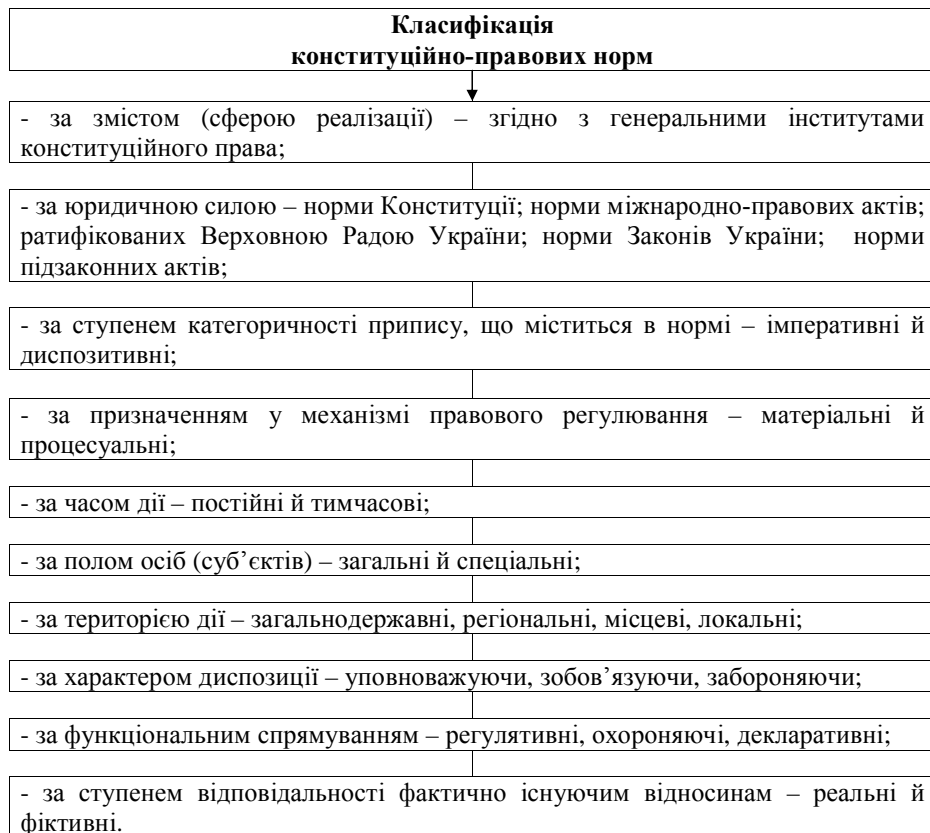 Класифікація
конституційно-правових норм
- за змістом (сферою реалізації) – згідно з генеральними інститутами
конституційного права;
- за юридичною силою – норми Конституції; норми міжнародно-правових актів;
ратифікованих Верховною Радою України; норми Законів України; норми
підзаконних актів;
- за ступенем категоричності припису, що міститься в нормі – імперативні й
диспозитивні;
- за призначенням у механізмі правового регулювання – матеріальні й
процесуальні;
- за часом дії – постійні й тимчасові;
- за полом осіб (суб’єктів) – загальні й спеціальні;
- за територією дії – загальнодержавні, регіональні, місцеві, локальні;
- за характером диспозиції – уповноважуючи, зобов’язуючи, забороняючи;
- за функціональним спрямуванням – регулятивні, охороняючі, декларативні;
- за ступенем відповідальності фактично існуючим відносинам – реальні й
фіктивні.